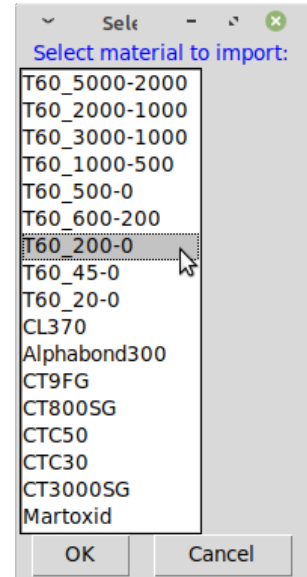 Sele
Select material to import:
T60_5000-2000
T60_2000-1000
T60_3000-1000
T60_1000-500
T60_500-0
T60_600-200
T60_200-0
T60_45-0
T60_20-0
CL370
Alphabond300
CT9FG
CT800SG
CTC50
CTC30
CT3000SG
Martoxid
OK Cancel